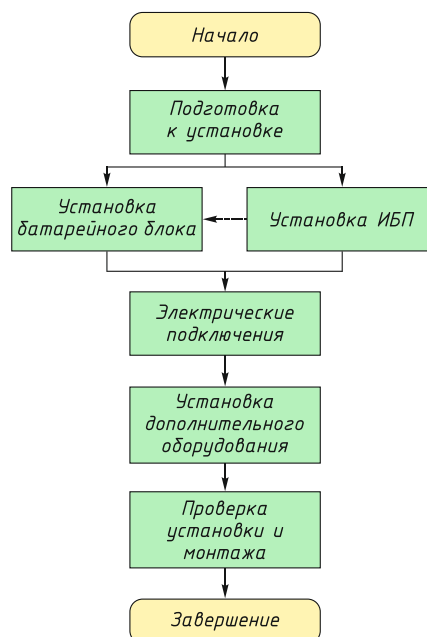 Начало
Подготовка
к установке
Установка
батарейного блока
Установка ИБП
Электрические
подключения
Установка
дополнительного
оборудования
Проверка
установки и
монтажа
Завершение